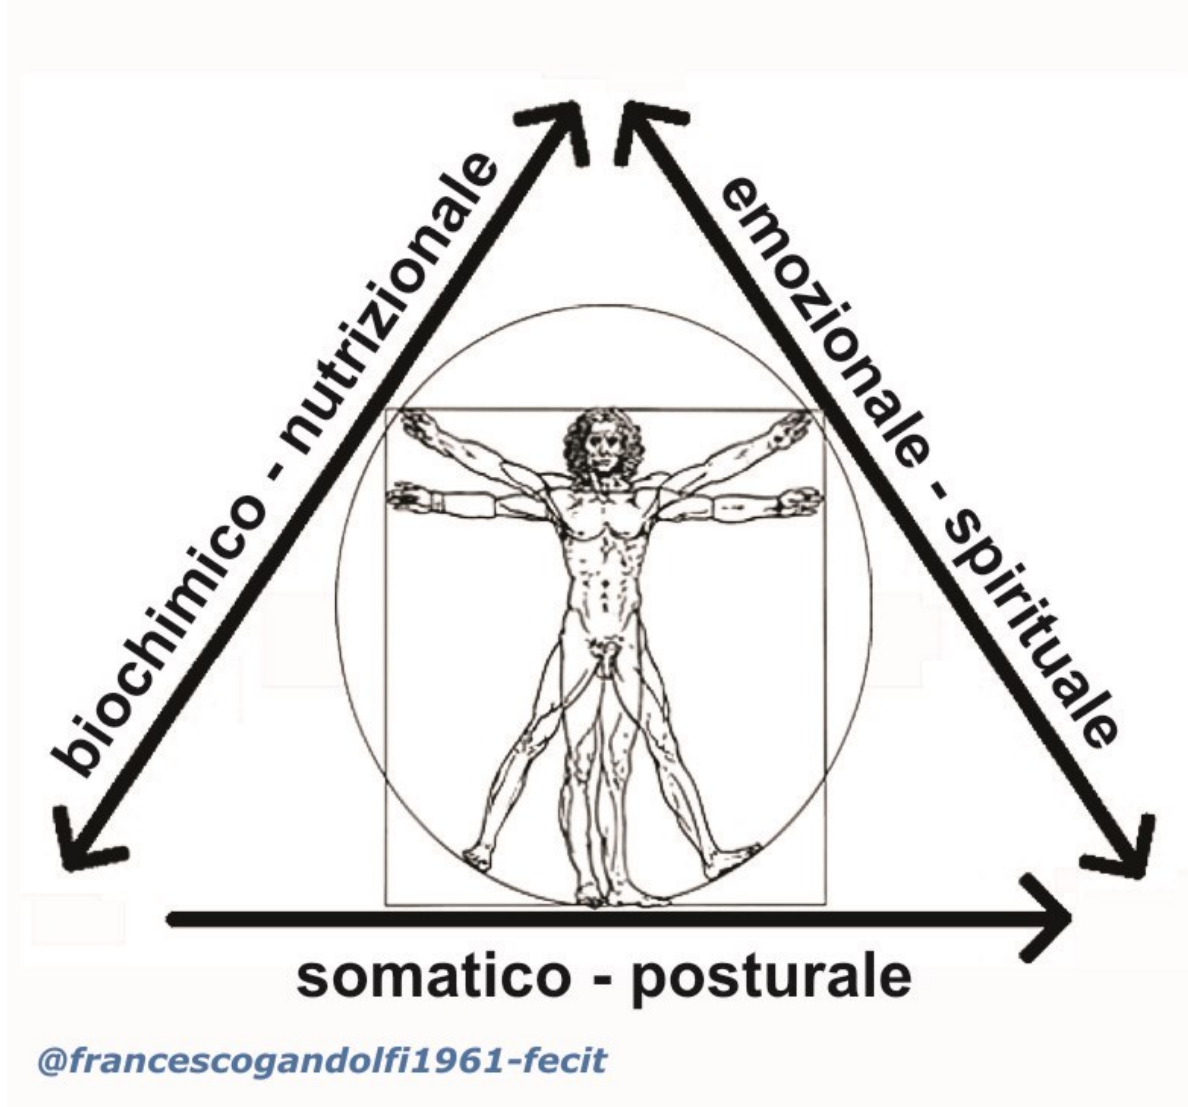 biochimico - nutrizionale
emozionale - spirituale
somatico - posturale
@francescogandolfi1961-fecit